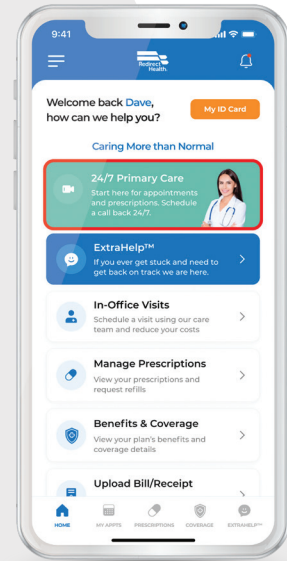 9:41
Redirect
Health.
Welcome back Dave,
how can we help you?
My ID Card
Caring More than Normal
24/7 Primary Care
Start here for appointments
and prescriptions. Schedule
a call back 24/7.
ExtraHelp™
If you ever get stuck and need to
get back on track we are here.
In-Office Visits
Schedule a visit using our care
team and reduce your costs
Manage Prescriptions
View your prescriptions and
request refills
Benefits & Coverage
View your plan's benefits and
coverage details
Upload Bill/Receipt
HOME
MY APPTS
PRESCRIPTIONS
COVERAGE
EXTRAHELP™